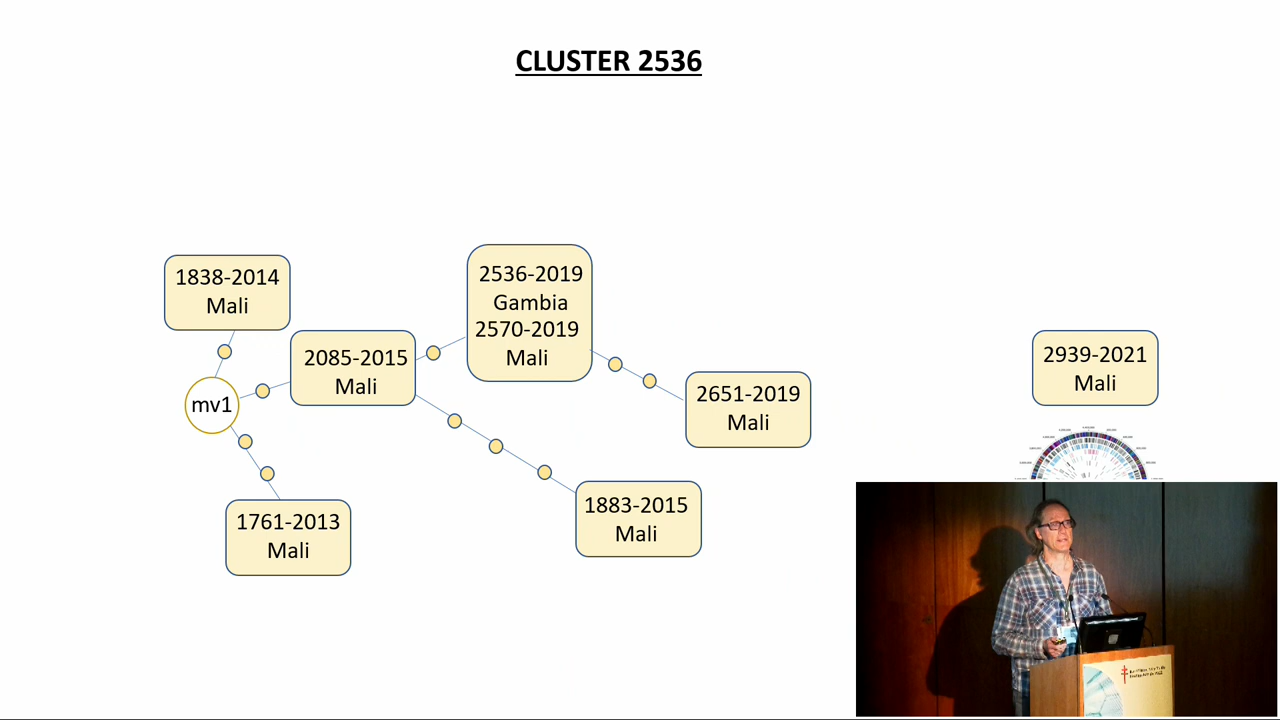 CLUSTER 2536
1838-2014
Mali
mv1
2085-2015
Mali
2536-2019
Gambia
2570-2019
Mali
2651-2019
Mali
1883-2015
Mali
1761-2013
Mali
2939-2021
Mali